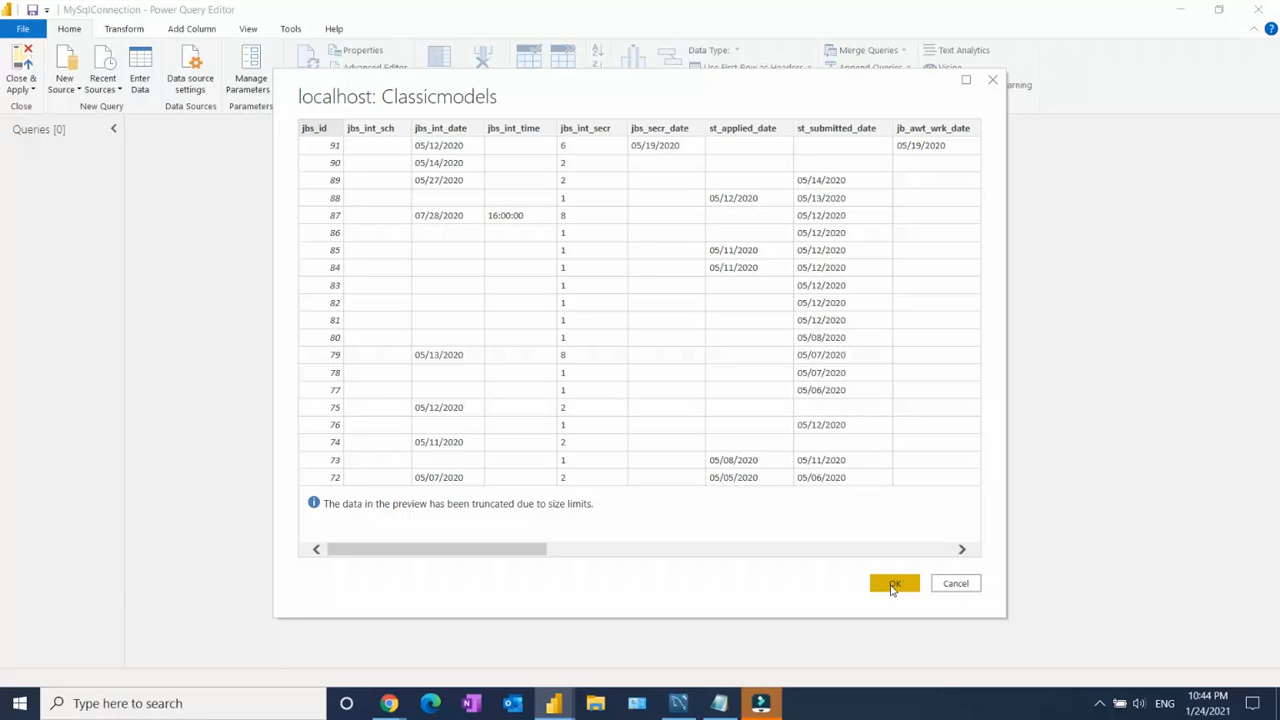 MySqlConnection - Power Query Editor
File Home Transform Add Column View Tools Help
Close & Apply New Source Recent Sources Enter Data Data source settings Manage Parameters Properties Advanced Editor Data Type: Use First Row as Headers Merge Queries Append Queries Text Analytics Vision
Close New Query Data Sources Parameters
Queries [0]
localhost: Classicmodels
jbs_id jbs_int_sch jbs_int_date jbs_int_time jbs_int_secr jbs_secr_date st_applied_date st_submitted_date jb_awt_wrk_date
91 05/12/2020 6 05/19/2020 05/19/2020
90 05/14/2020 2
89 05/27/2020 2 05/14/2020
88 1 05/12/2020 05/13/2020
87 07/28/2020 16:00:00 8 05/12/2020
86 1 05/12/2020
85 1 05/11/2020 05/12/2020
84 1 05/11/2020 05/12/2020
83 1 05/12/2020
82 1 05/12/2020
81 1 05/12/2020
80 1 05/08/2020
79 05/13/2020 8 05/07/2020
78 1 05/07/2020
77 1 05/06/2020
75 05/12/2020 2
76 1 05/12/2020
74 05/11/2020 2
73 1 05/08/2020 05/11/2020
72 05/07/2020 2 05/05/2020 05/06/2020
The data in the preview has been truncated due to size limits.
OK Cancel
Type here to search
ENG
10:44 PM
1/24/2021